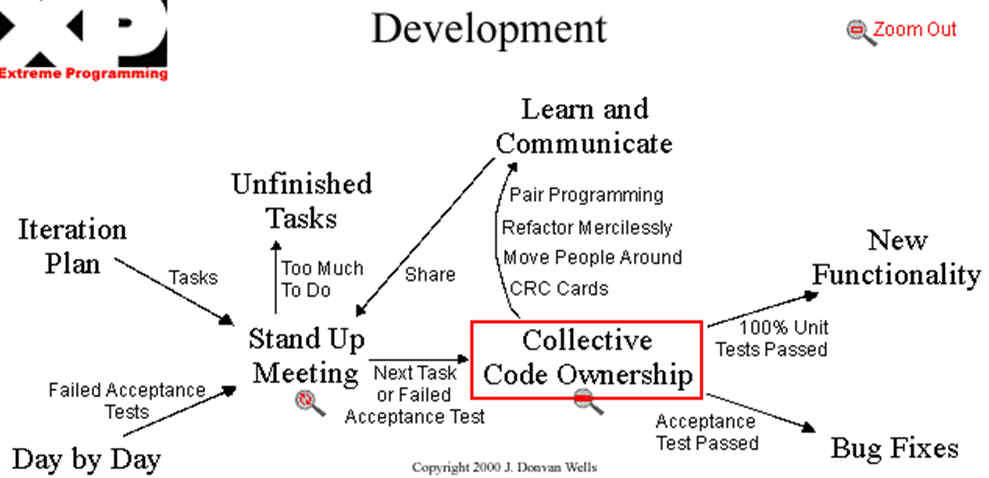 XP
Extreme Programming
Development
Zoom Out
Learn and
Communicate
Unfinished
Tasks
Pair Programming
Refactor Mercilessly
Move People Around
CRC Cards
Iteration
Plan
Tasks
Too Much
To Do
Share
New
Functionality
Stand Up
Meeting
Collective
Code Ownership
100% Unit
Tests Passed
Next Task
or Failed
Acceptance Test
Failed Acceptance
Tests
Acceptance
Test Passed
Day by Day
Bug Fixes
Copyright 2000 J. Donvan Wells